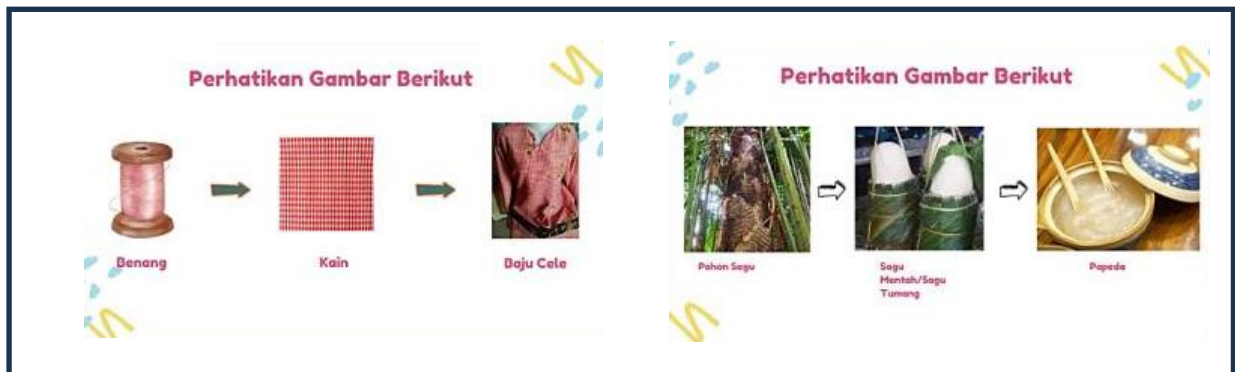 Perhatikan Gambar Berikut
Benang
Kain
Baju Cele
Perhatikan Gambar Berikut
Pohon Sagu
Sagu
Mentah/Sagu
Tumang
Papeda